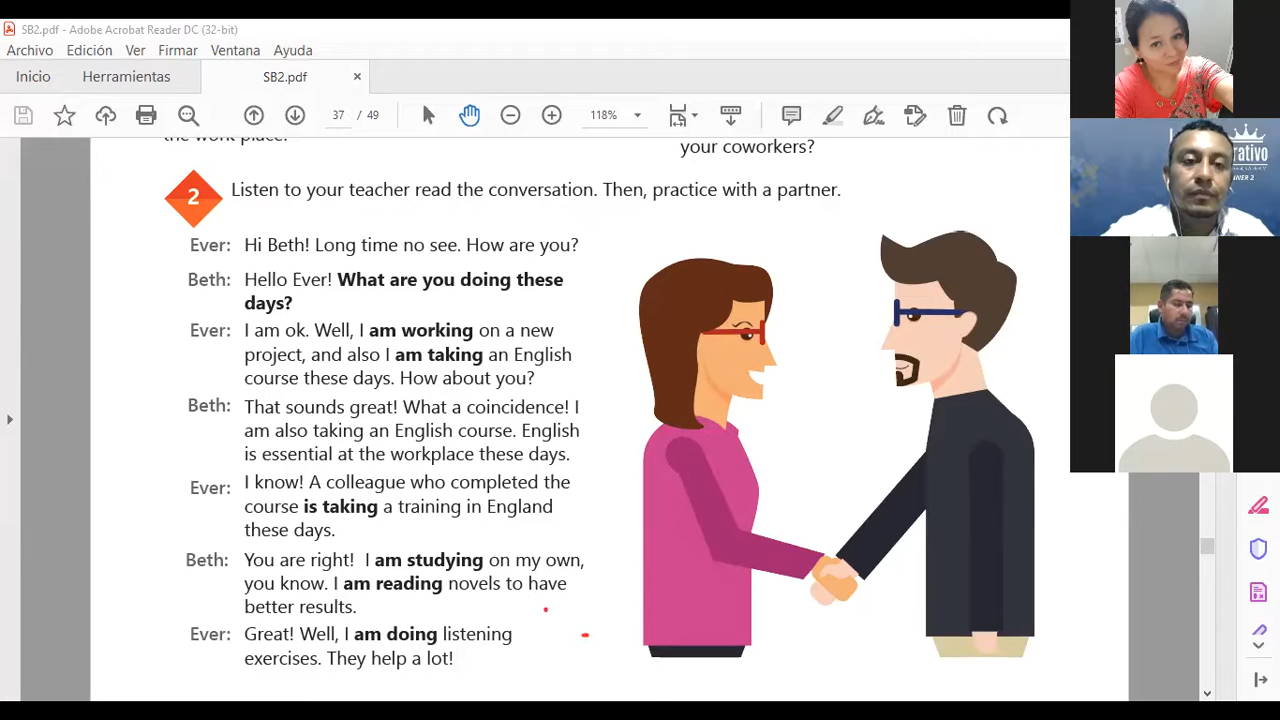 SB2.pdf - Adobe Acrobat Reader DC (32-bit)
Archivo Edición Ver Firmar Ventana Ayuda
Inicio Herramientas SB2.pdf ×
37 / 49 118%
the work place.
your coworkers?
2 Listen to your teacher read the conversation. Then, practice with a partner.
Ever: Hi Beth! Long time no see. How are you?
Beth: Hello Ever! What are you doing these
days?
Ever: I am ok. Well, I am working on a new
project, and also I am taking an English
course these days. How about you?
Beth: That sounds great! What a coincidence! I
am also taking an English course. English
is essential at the workplace these days.
Ever: I know! A colleague who completed the
course is taking a training in England
these days.
Beth: You are right! I am studying on my own,
you know. I am reading novels to have
better results.
Ever: Great! Well, I am doing listening
exercises. They help a lot!
rativo
NNER 2